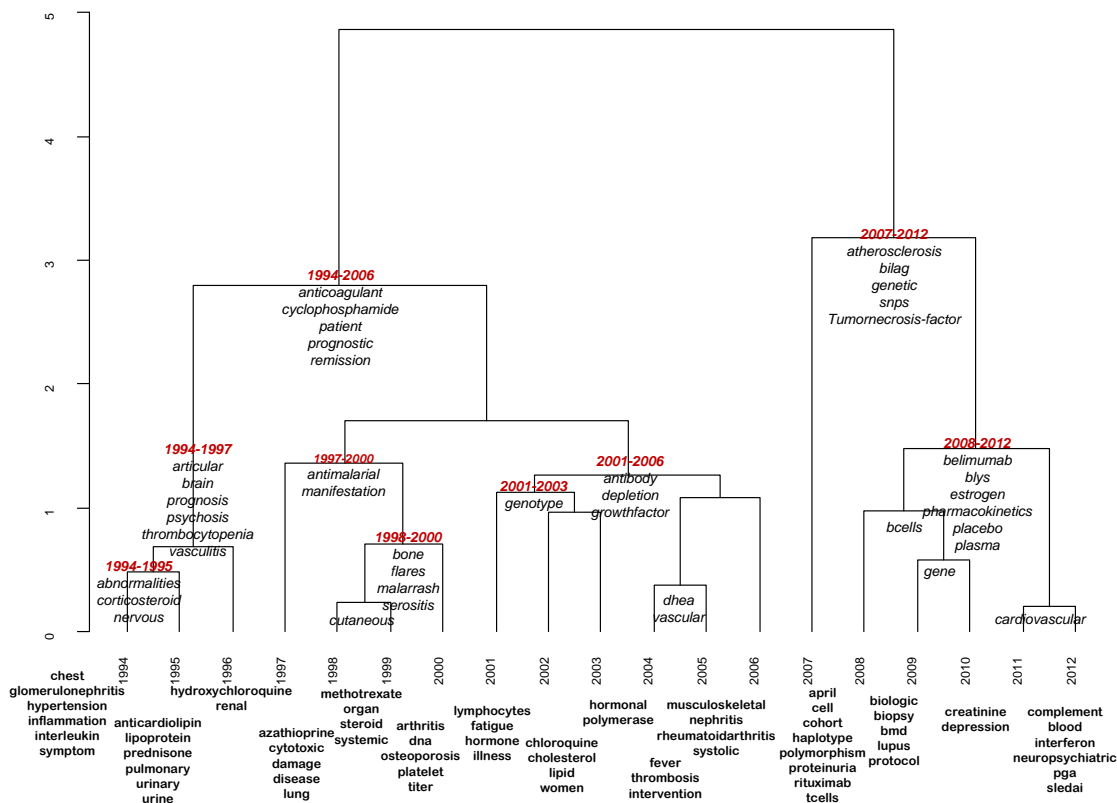 5
4
3
2
1
0
2007-2012
atherosclerosis
bilag
genetic
snps
Tumornecrosis-factor
1994-2006
anticoagulant
cyclophosphamide
patient
prognostic
remission
1994-1997
articular
brain
prognosis
psychosis
thrombocytopenia
vasculitis
1997-2000
antimalarial
manifestation
2001-2006
antibody
depletion
growthfactor
2001-2003
genotype
2008-2012
belimumab
blys
estrogen
pharmacokinetics
placebo
plasma
bcells
gene
1998-2000
bone
flares
malarrash
serositis
1994-1995
abnormalities
corticosteroid
nervous
cutaneous
dhea
vascular
cardiovascular
1994
1995
1996
1997
1998
1999
2000
2001
2002
2003
2004
2005
2006
2007
2008
2009
2010
2011
2012
chest
glomerulonephritis
hypertension
inflammation
interleukin
symptom
anticardiolipin
lipoprotein
prednisone
pulmonary
urinary
urine
hydroxychloroquine
renal
azathioprine
cytotoxic
damage
disease
lung
methotrexate
organ
steroid
systemic
arthritis
dna
osteoporosis
platelet
titer
lymphocytes
fatigue
hormone
illness
chloroquine
cholesterol
lipid
women
hormonal
polymerase
fever
thrombosis
intervention
musculoskeletal
nephritis
rheumatoidarthritis
systolic
april
cell
cohort
haplotype
polymorphism
proteinuria
rituximab
tcells
biologic
biopsy
bmd
lupus
protocol
creatinine
depression
complement
blood
interferon
neuropsychiatric
pga
sledai